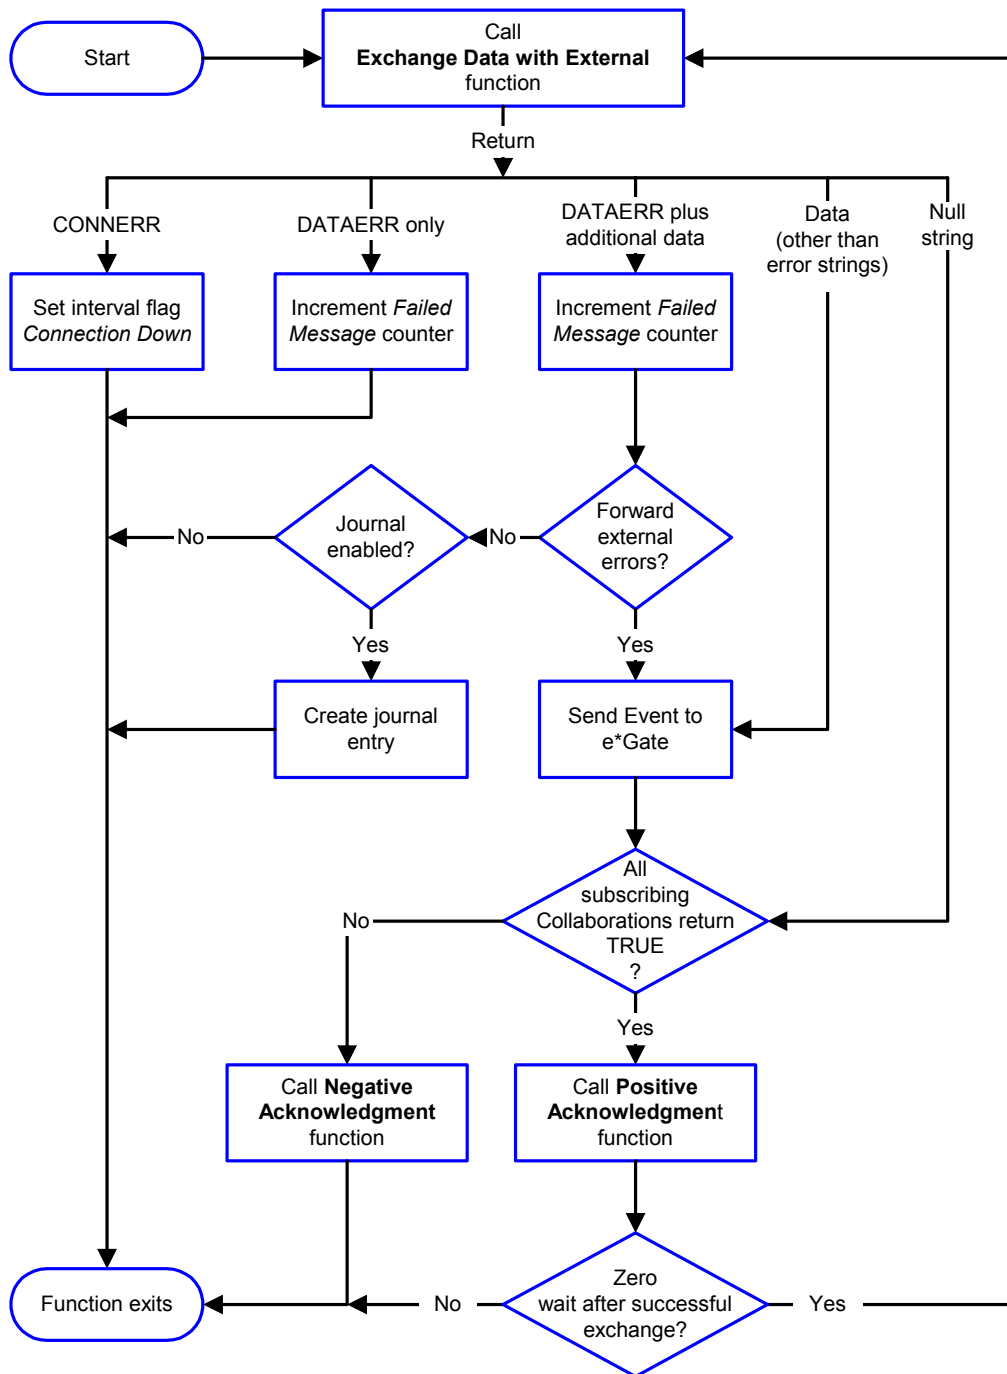 Start
Call
Exchange Data with External
function
Return
CONNERR
DATAERR only
DATAERR plus
additional data
Data
(other than
error strings)
Null
string
Set interval flag
Connection Down
Increment Failed
Message counter
Increment Failed
Message counter
No
Journal
enabled?
No
Forward
external
errors?
Yes
Yes
Create journal
entry
Send Event to
e*Gate
No
All
subscribing
Collaborations return
TRUE
?
Yes
Call Negative
Acknowledgment
function
Call Positive
Acknowledgment
function
Function exits
No
Zero
wait after successful
exchange?
Yes